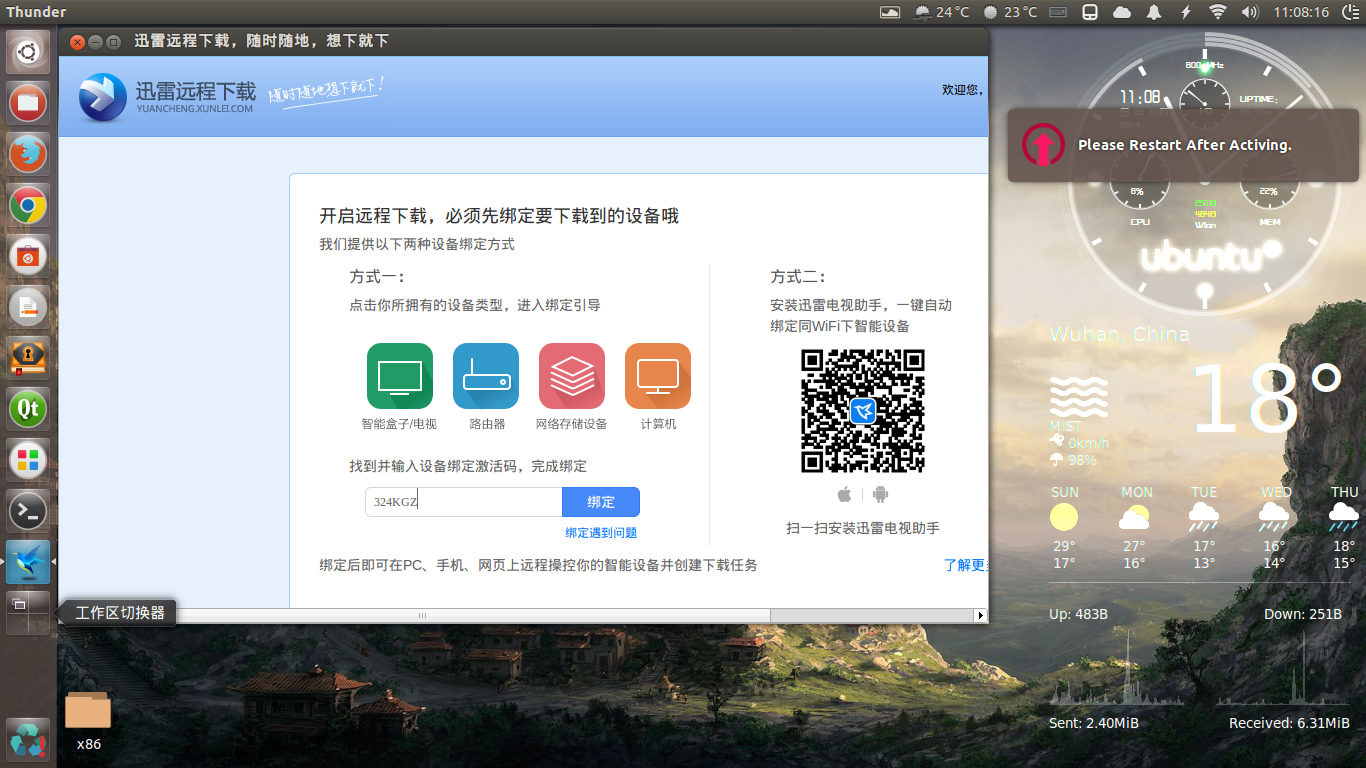 Thunder
24°C
23°C
11:08:16
迅雷远程下载，随时随地，想下就下
迅雷远程下载
YUANCHENG.XUNLEI.COM
随时随地想下就下！
欢迎您，
开启远程下载，必须先绑定要下载到的设备哦
我们提供以下两种设备绑定方式
方式一：
点击你所拥有的设备类型，进入绑定引导
智能盒子/电视
路由器
网络存储设备
计算机
找到并输入设备绑定激活码，完成绑定
324KGZ
绑定
绑定遇到问题
方式二：
安装迅雷电视助手，一键自动
绑定同WiFi下智能设备
扫一扫安装迅雷电视助手
绑定后即可在PC、手机、网页上远程操控你的智能设备并创建下载任务
了解更
Qt
工作区切换器
x86
800 MHz
11:08
UPTIME:
Please Restart After Activing.
8%
CPU
22%
MEM
Wlan
ubuntu
Wuhan, China
18°
MIST
0km/h
98%
SUN
MON
TUE
WED
THU
29°
27°
17°
16°
18°
17°
16°
13°
14°
15°
Up: 483B
Down: 251B
Sent: 2.40MiB
Received: 6.31MiB